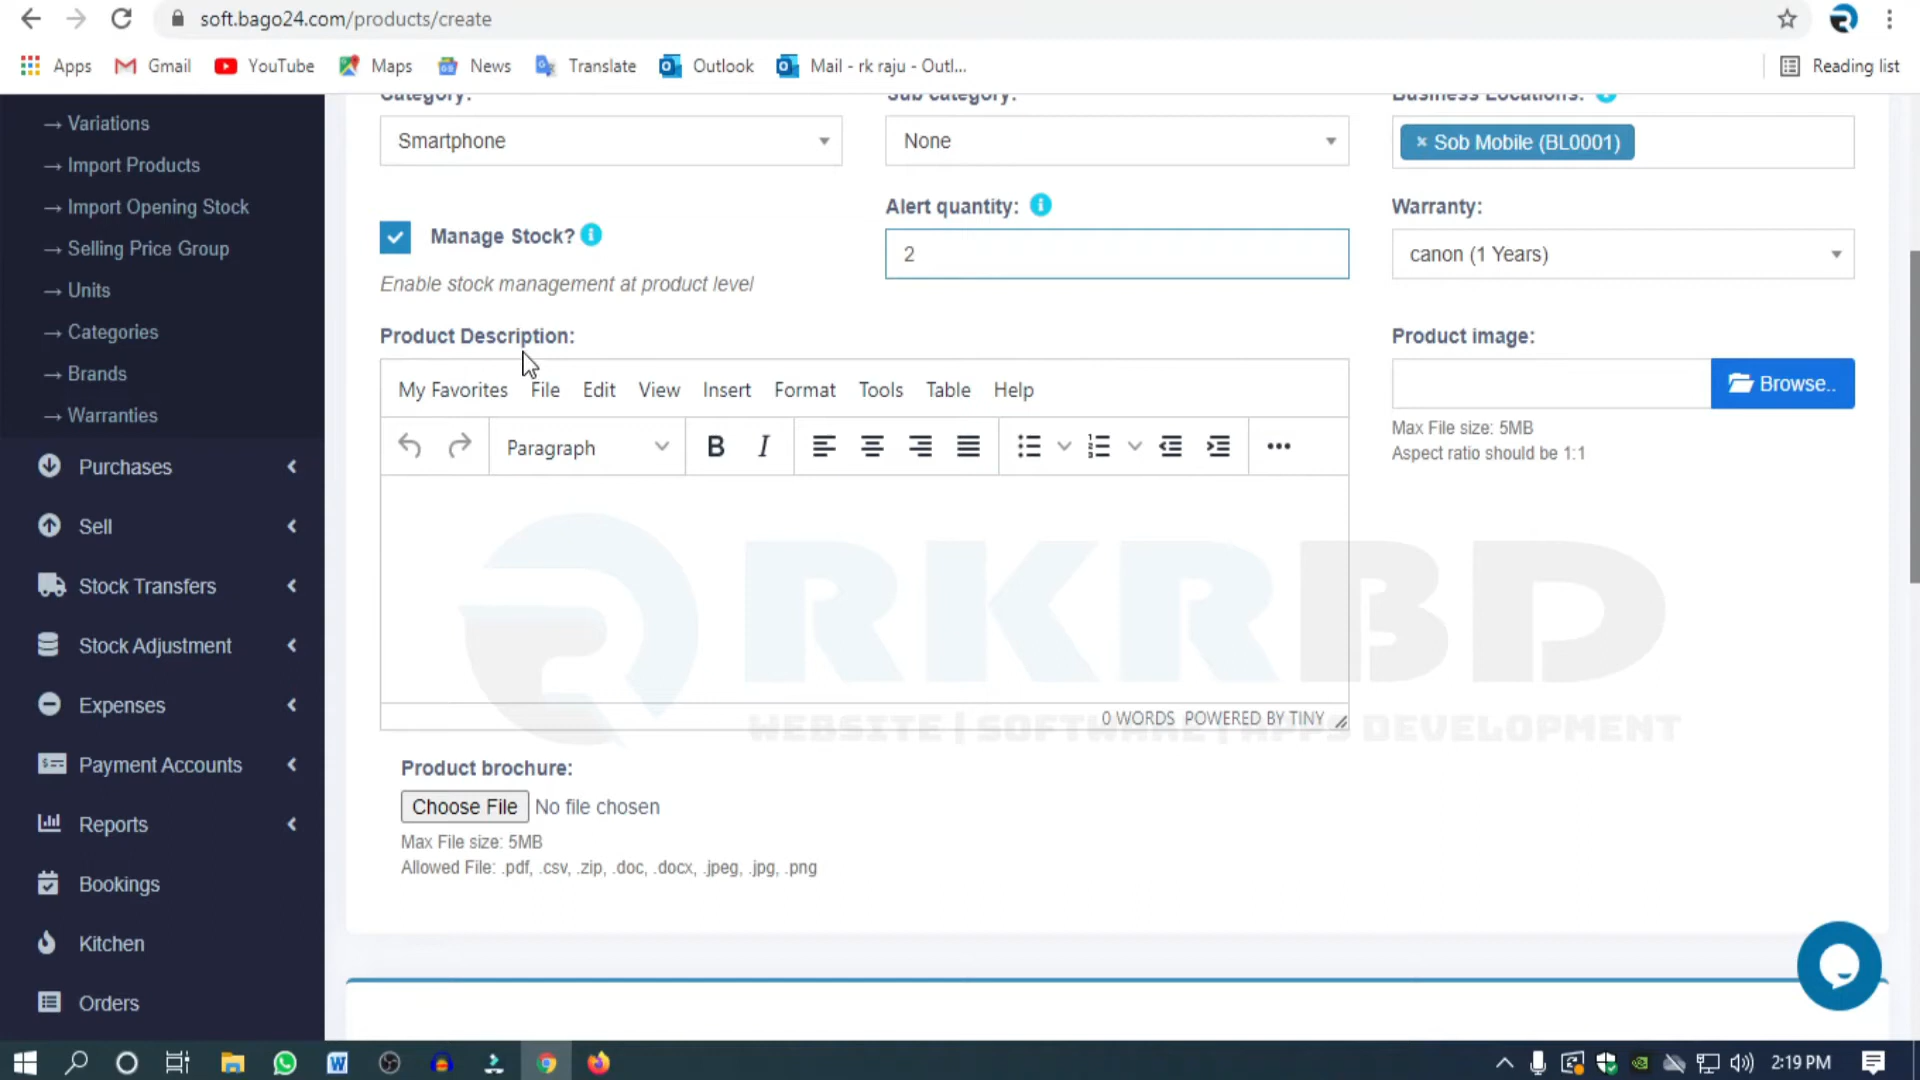 soft.bago24.com/products/create
Apps Gmail YouTube Maps News Translate Outlook Mail - rk raju - Outl... Reading list
Category: Sub category: Business Locations:
Smartphone None × Sob Mobile (BL0001)
Manage Stock? Alert quantity: Warranty:
2 canon (1 Years)
Enable stock management at product level
Product Description: Product image:
My Favorites File Edit View Insert Format Tools Table Help
Browse..
Paragraph B I
Max File size: 5MB
Aspect ratio should be 1:1
RKRBD
WEBSITE | SOFTWARE | APPS DEVELOPMENT
0 WORDS POWERED BY TINY
Product brochure:
Choose File No file chosen
Max File size: 5MB
Allowed File: .pdf, .csv, .zip, .doc, .docx, .jpeg, .jpg, .png
→ Variations
→ Import Products
→ Import Opening Stock
→ Selling Price Group
→ Units
→ Categories
→ Brands
→ Warranties
Purchases
Sell
Stock Transfers
Stock Adjustment
Expenses
Payment Accounts
Reports
Bookings
Kitchen
Orders
2:19 PM